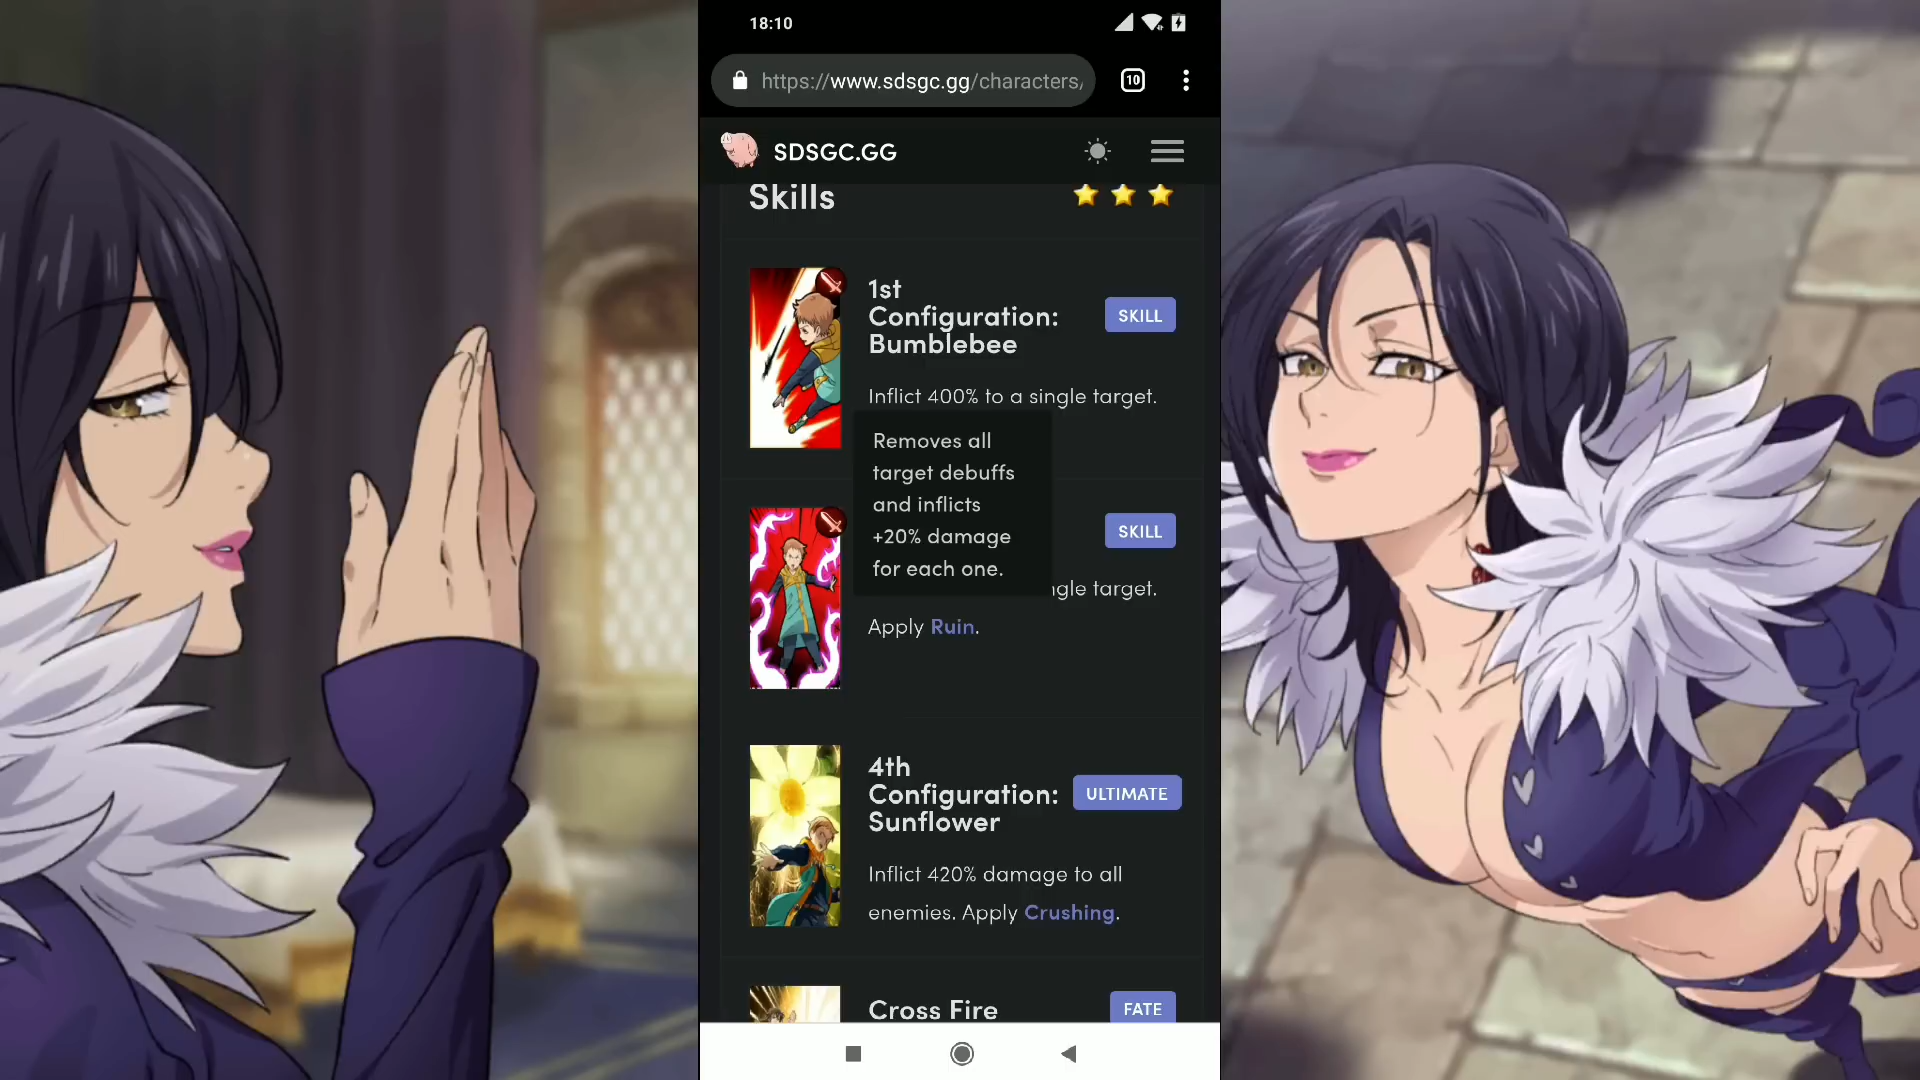 18:10
https://www.sdsgc.gg/characters/
10
SDSGC.GG
Skills
1st
Configuration:
Bumblebee
SKILL
Inflict 400% to a single target.
Removes all
target debuffs
and inflicts
+20% damage
for each one.
SKILL
ngle target.
Apply Ruin.
4th
Configuration:
Sunflower
ULTIMATE
Inflict 420% damage to all
enemies. Apply Crushing.
Cross Fire
FATE